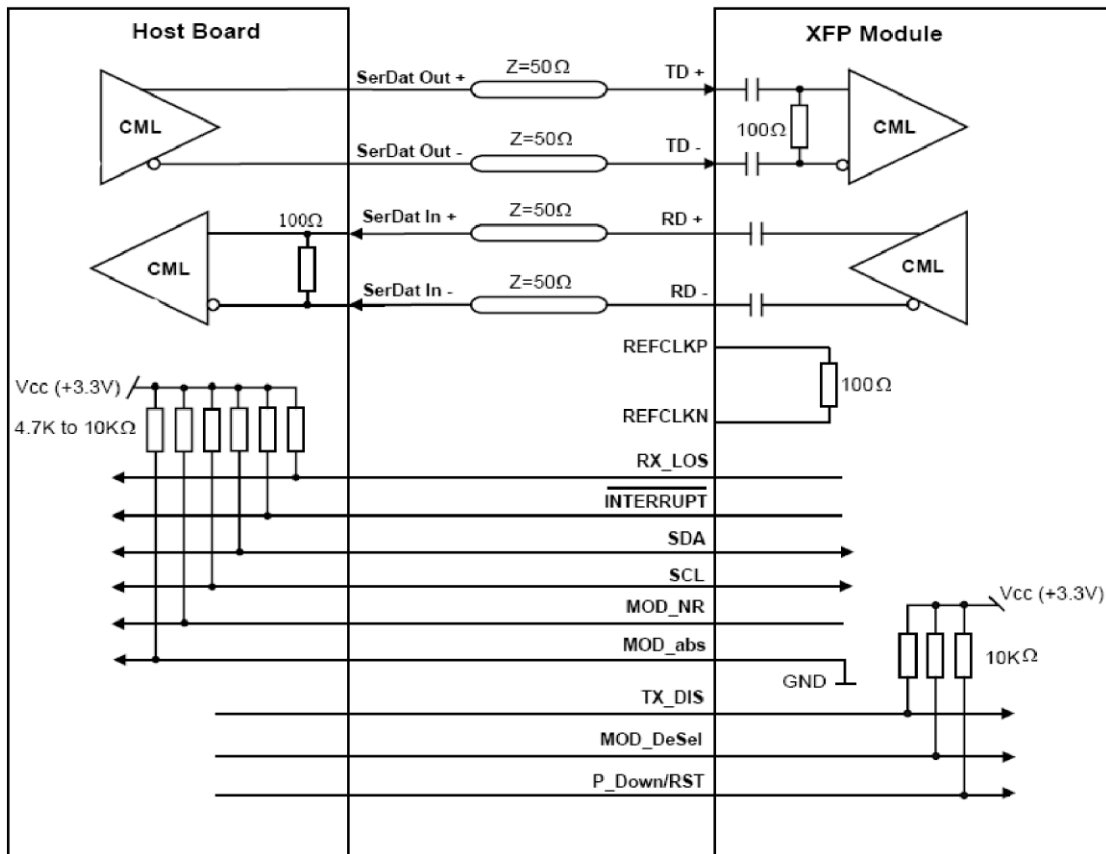 Host Board
XFP Module
SerDat Out +
Z=50Ω
TD +
CML
100Ω
CML
SerDat Out -
Z=50Ω
TD -
100Ω
SerDat In +
Z=50Ω
RD +
CML
CML
SerDat In -
Z=50Ω
RD -
REFCLKP
Vcc (+3.3V)
100Ω
REFCLKN
4.7K to 10KΩ
RX_LOS
INTERRUPT
SDA
SCL
Vcc (+3.3V)
MOD_NR
MOD_abs
10KΩ
GND
TX_DIS
MOD_DeSel
P_Down/RST